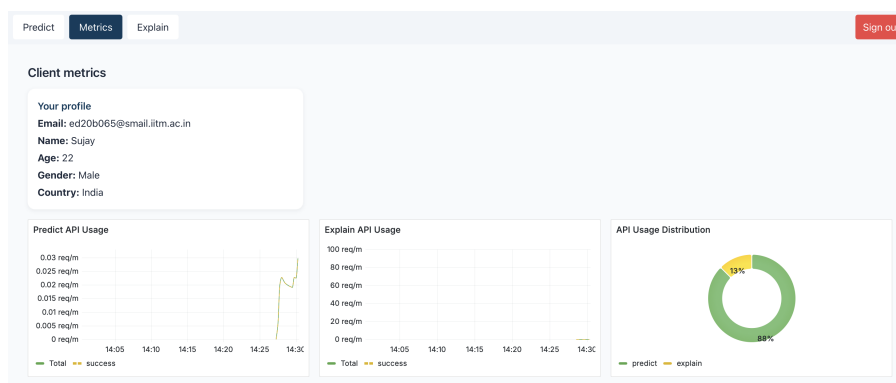 Predict Metrics Explain Sign ou
Client metrics
Your profile
Email: ed20b065@smail.iitm.ac.in
Name: Sujay
Age: 22
Gender: Male
Country: India
Predict API Usage
0.03 req/m
0.025 req/m
0.02 req/m
0.015 req/m
0.01 req/m
0.005 req/m
0 req/m
14:05 14:10 14:15 14:20 14:25 14:30
Total success
Explain API Usage
100 req/m
80 req/m
60 req/m
40 req/m
20 req/m
0 req/m
14:05 14:10 14:15 14:20 14:25 14:30
Total success
API Usage Distribution
13%
88%
predict explain